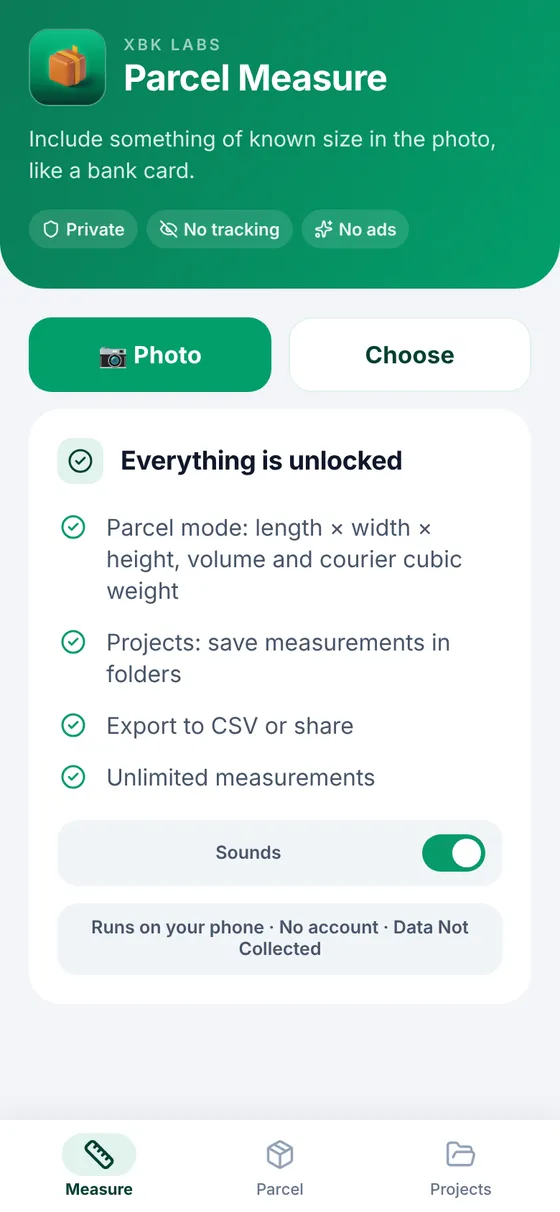 XBK LABS
Parcel Measure
Include something of known size in the photo,
like a bank card.
Private
No tracking
No ads
Photo
Choose
Everything is unlocked
Parcel mode: length × width ×
height, volume and courier cubic
weight
Projects: save measurements in
folders
Export to CSV or share
Unlimited measurements
Sounds
Runs on your phone · No account · Data Not
Collected
Measure
Parcel
Projects